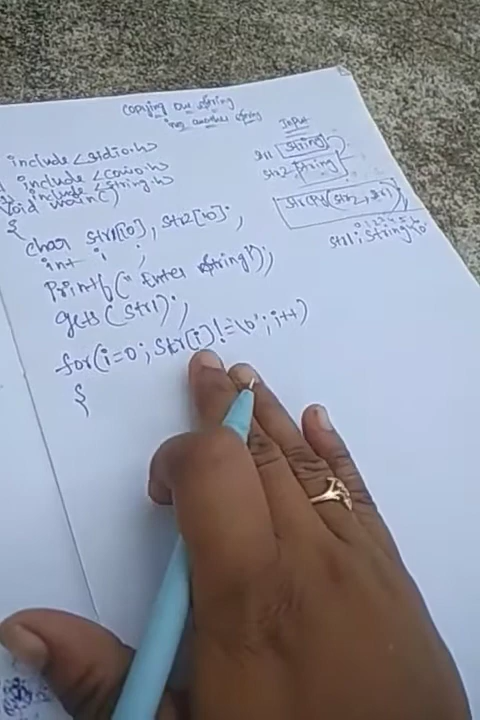 Copying one string
into another string
include <stdio.h>
include <conio.h>
include <string.h>
void main()
{
char str1[10], str2[10];
int i ;
Printf("Enter string1");
gets(str1);
for(i=0; str[i]!='\0'; i++)
{
Input
str1 string
str2 string
strcpy(str2, str1);
str1; string\0